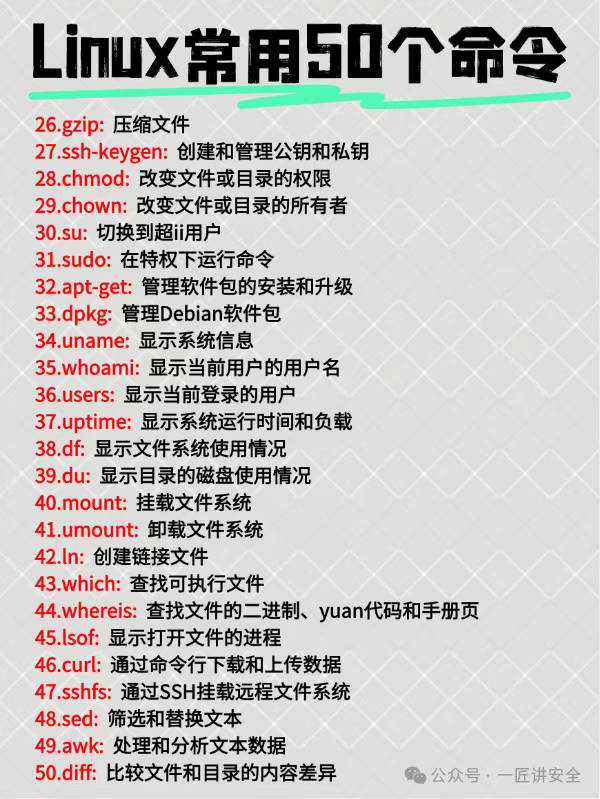 Linux常用50个命令
26.gzip: 压缩文件
27.ssh-keygen: 创建和管理公钥和私钥
28.chmod: 改变文件或目录的权限
29.chown: 改变文件或目录的所有者
30.su: 切换到超ii用户
31.sudo: 在特权下运行命令
32.apt-get: 管理软件包的安装和升级
33.dpkg: 管理Debian软件包
34.uname: 显示系统信息
35.whoami: 显示当前用户的用户名
36.users: 显示当前登录的用户
37.uptime: 显示系统运行时间和负载
38.df: 显示文件系统使用情况
39.du: 显示目录的磁盘使用情况
40.mount: 挂载文件系统
41.umount: 卸载文件系统
42.ln: 创建链接文件
43.which: 查找可执行文件
44.whereis: 查找文件的二进制、yuan代码和手册页
45.lsof: 显示打开文件的进程
46.curl: 通过命令行下载和上传数据
47.sshfs: 通过SSH挂载远程文件系统
48.sed: 筛选和替换文本
49.awk: 处理和分析文本数据
50.diff: 比较文件和目录的内容差异
公众号 · 一匠讲安全